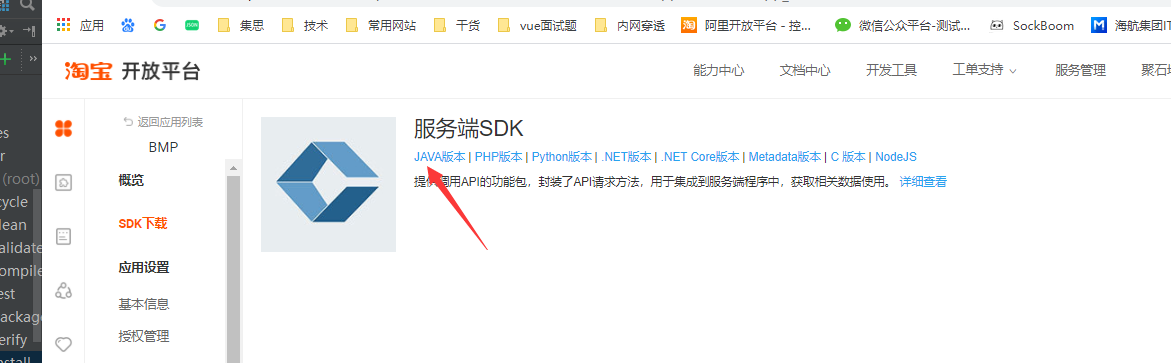 应用 集思 技术 常用网站 干货 vue面试题 内网穿透 淘 阿里开放平台 - 控... 微信公众平台-测试... SockBoom M 海航集团IT
淘宝 开放平台 能力中心 文档中心 开发工具 工单支持 服务管理
返回应用列表
BMP
概览
SDK下载
应用设置
基本信息
授权管理
服务端SDK
JAVA版本 | PHP版本 | Python版本 | .NET版本 | .NET Core版本 | Metadata版本 | C 版本 | NodeJS
调用API的功能包，封装了API请求方法，用于集成到服务端程序中，获取相关数据使用。 详细查看
es
r
(root)
cycle
lean
alidate
ompile
est
ackag
erify
nstall